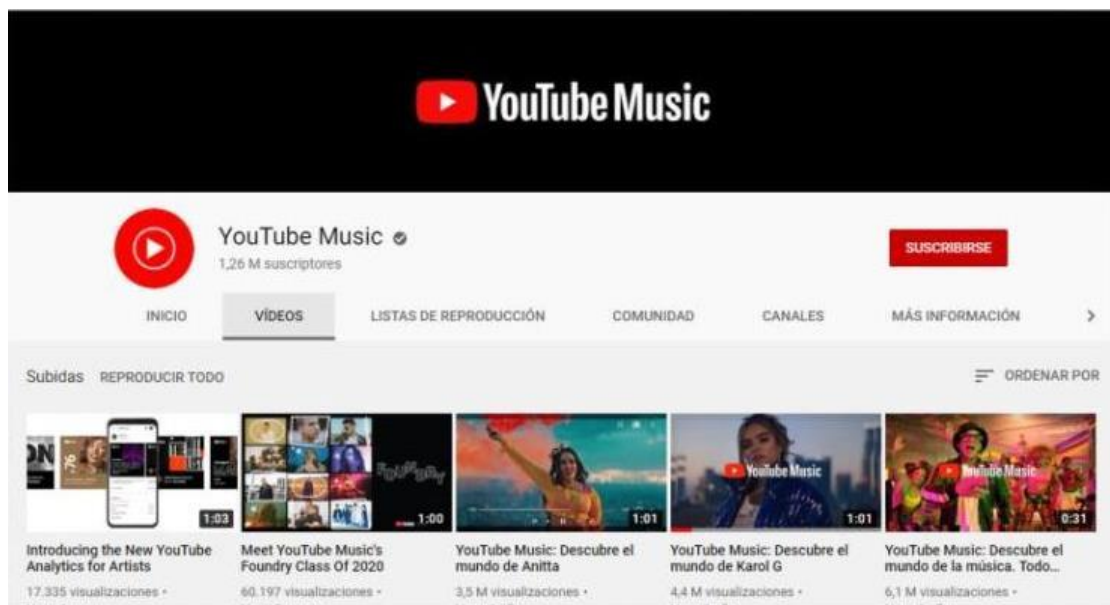 YouTube Music
YouTube Music
1,26 M suscriptores
SUSCRIBIRSE
INICIO VÍDEOS LISTAS DE REPRODUCCIÓN COMUNIDAD CANALES MÁS INFORMACIÓN
Subidas REPRODUCIR TODO ORDENAR POR
ON .76
FOUNDRY
YouTube Music
YouTube Music
1:03 1:00 1:01 1:01 0:31
Introducing the New YouTube Analytics for Artists
Meet YouTube Music's Foundry Class Of 2020
YouTube Music: Descubre el mundo de Anitta
YouTube Music: Descubre el mundo de Karol G
YouTube Music: Descubre el mundo de la música. Todo...
17.335 visualizaciones •
60.197 visualizaciones •
3,5 M visualizaciones •
4,4 M visualizaciones •
6,1 M visualizaciones •